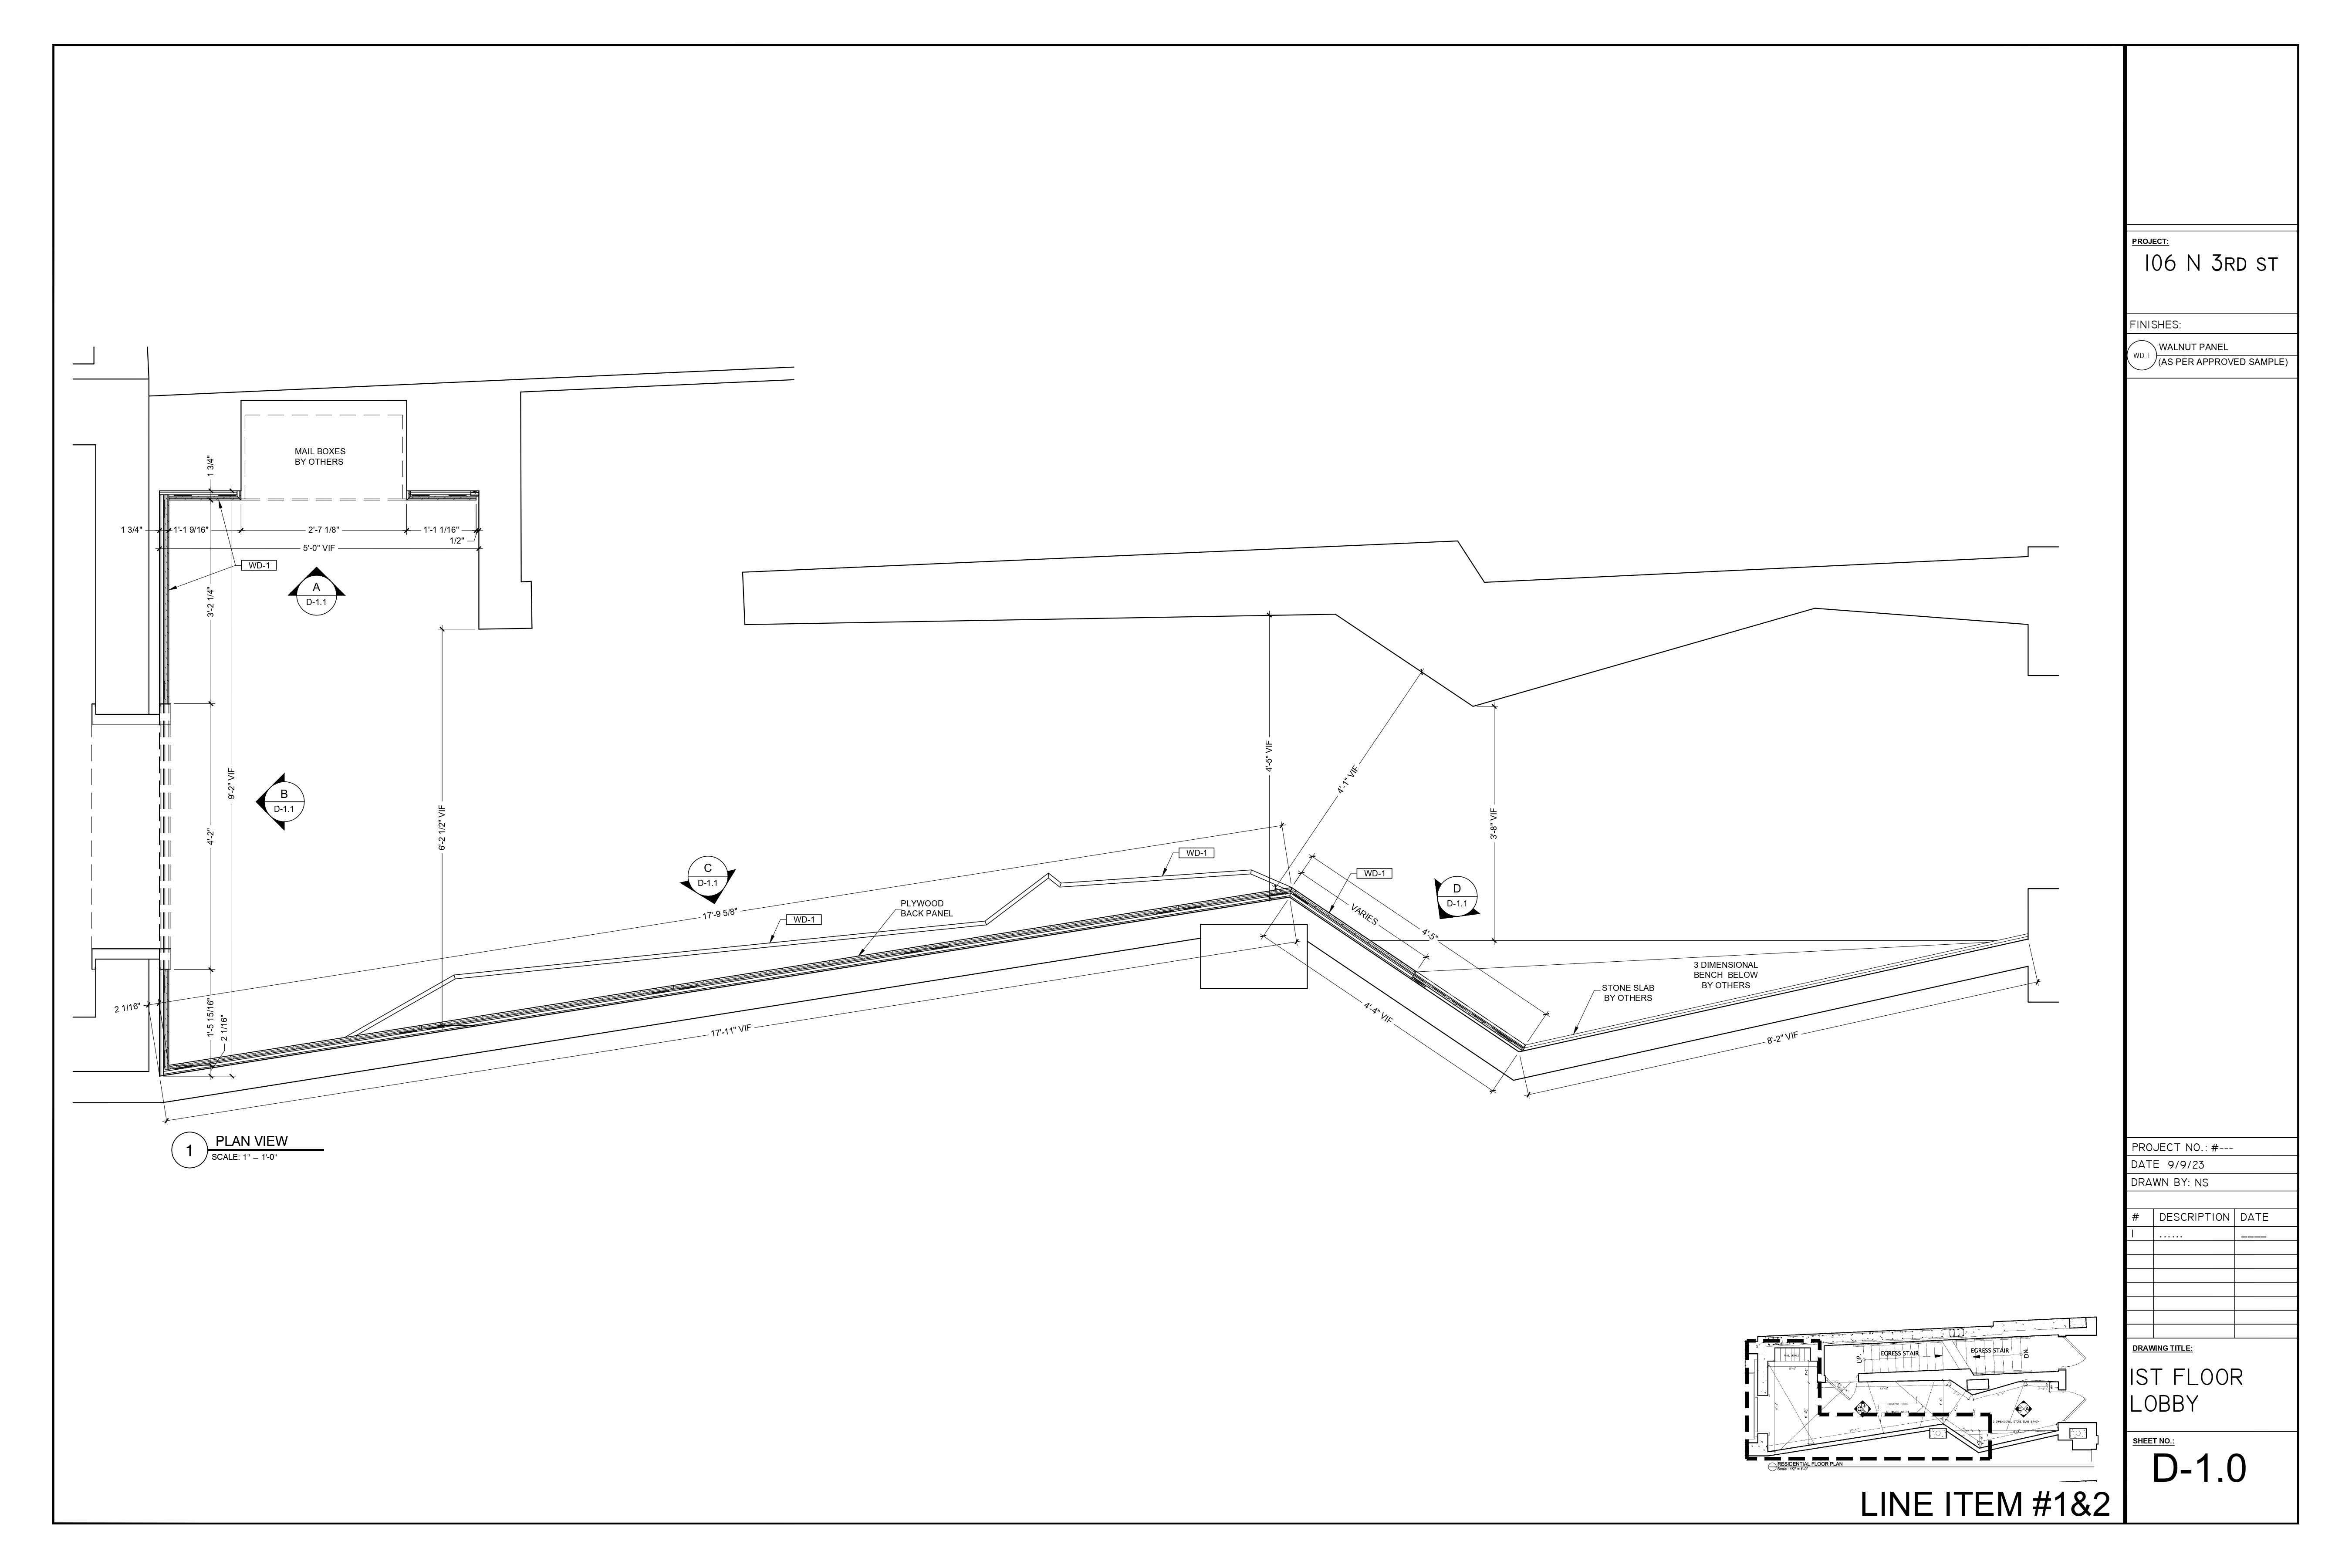 MAIL BOXES
BY OTHERS
1 3/4"
1 3/4"
1'-1 9/16"
2'-7 1/8"
1'-1 1/16"
1/2"
5'-0" VIF
WD-1
A
D-1.1
3'-2 1/4"
9'-2" VIF
B
D-1.1
4'-2"
6'-2 1/2" VIF
4'-5" VIF
4'-1" VIF
3'-8" VIF
C
D-1.1
17'-9 5/8"
WD-1
WD-1
PLYWOOD
BACK PANEL
WD-1
VARIES
4'-5"
D
D-1.1
3 DIMENSIONAL
BENCH BELOW
BY OTHERS
STONE SLAB
BY OTHERS
2 1/16"
1'-5 15/16"
2 1/16"
17'-11" VIF
4'-4" VIF
8'-2" VIF
1
PLAN VIEW
SCALE: 1" = 1'-0"
EGRESS STAIR
EGRESS STAIR
UP
DN.
RESIDENTIAL FLOOR PLAN
LINE ITEM #1&2
PROJECT:
106 N 3RD ST
FINISHES:
WD-1
WALNUT PANEL
(AS PER APPROVED SAMPLE)
PROJECT NO.: #---
DATE 9/9/23
DRAWN BY: NS
# DESCRIPTION DATE
1 ...... ____
DRAWING TITLE:
1ST FLOOR
LOBBY
SHEET NO.:
D-1.0